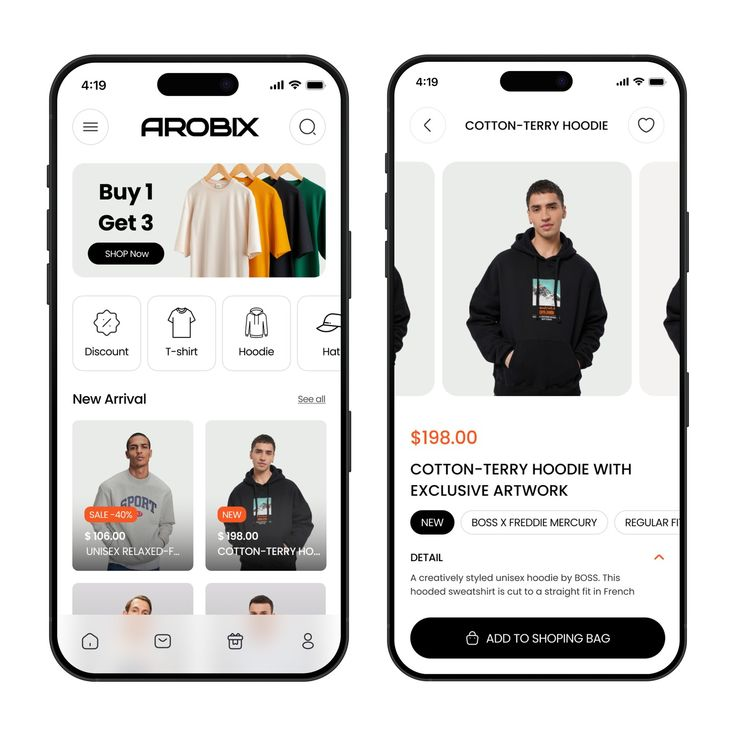 4:19
AROBIX
Buy 1
Get 3
SHOP Now
Discount
T-shirt
Hoodie
Hat
New Arrival
See all
SPORT
SALE -40%
$ 106.00
UNISEX RELAXED-F...
NEW
$ 198.00
COTTON-TERRY HO...
4:19
COTTON-TERRY HOODIE
$198.00
COTTON-TERRY HOODIE WITH
EXCLUSIVE ARTWORK
NEW
BOSS X FREDDIE MERCURY
REGULAR FI
DETAIL
A creatively styled unisex hoodie by BOSS. This
hooded sweatshirt is cut to a straight fit in French
ADD TO SHOPING BAG